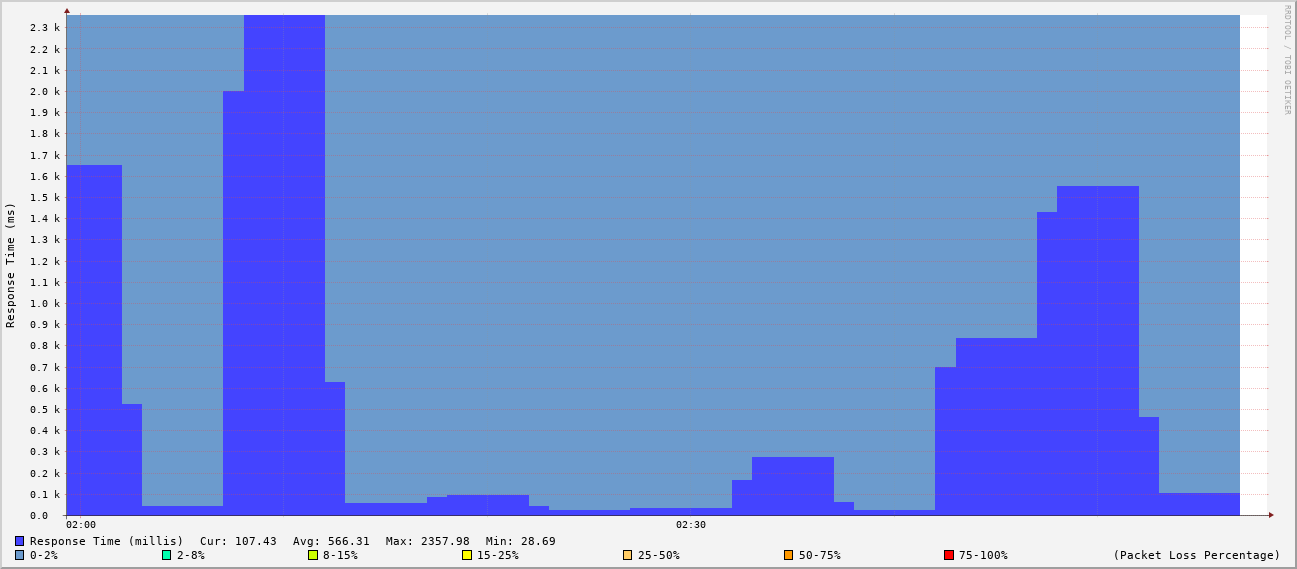 RRDTOOL / TOBI OETIKER
Response Time (ms)
2.3 k
2.2 k
2.1 k
2.0 k
1.9 k
1.8 k
1.7 k
1.6 k
1.5 k
1.4 k
1.3 k
1.2 k
1.1 k
1.0 k
0.9 k
0.8 k
0.7 k
0.6 k
0.5 k
0.4 k
0.3 k
0.2 k
0.1 k
0.0
02:00 02:30
Response Time (millis) Cur: 107.43 Avg: 566.31 Max: 2357.98 Min: 28.69
0-2% 2-8% 8-15% 15-25% 25-50% 50-75% 75-100% (Packet Loss Percentage)